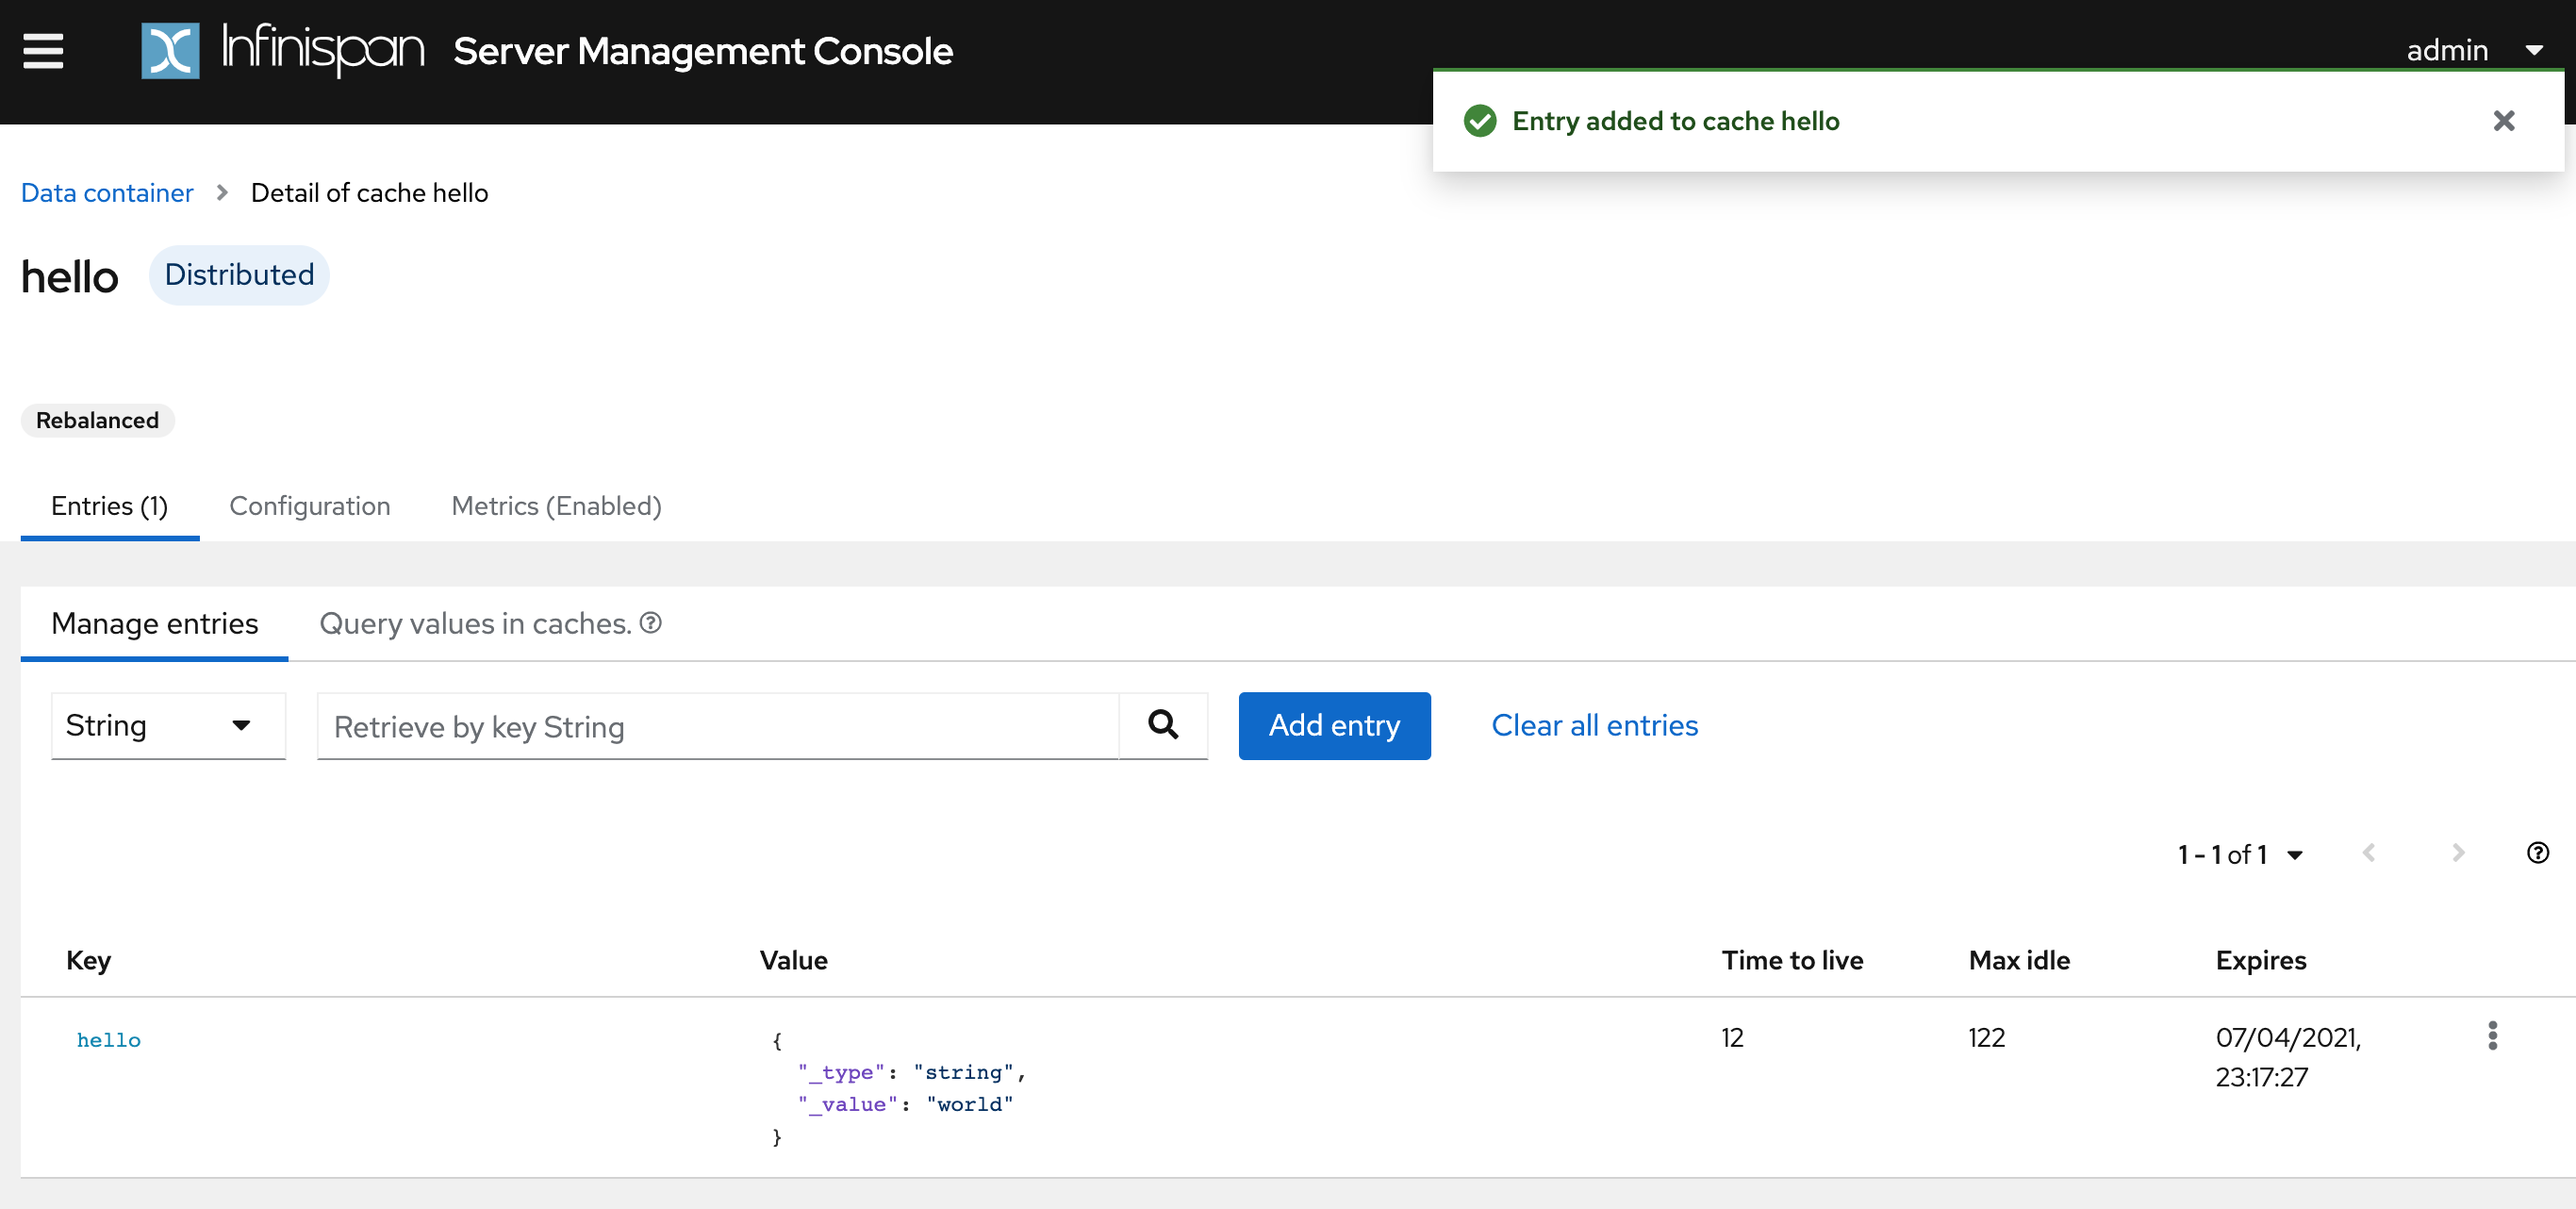 Infinispan Server Management Console
admin
Entry added to cache hello
Data container > Detail of cache hello
hello Distributed
Rebalanced
Entries (1) Configuration Metrics (Enabled)
Manage entries Query values in caches.
String Retrieve by key String Add entry Clear all entries
1 - 1 of 1
Key Value Time to live Max idle Expires
hello { 12 122 07/04/2021,
"_type": "string", 23:17:27
"_value": "world"
}